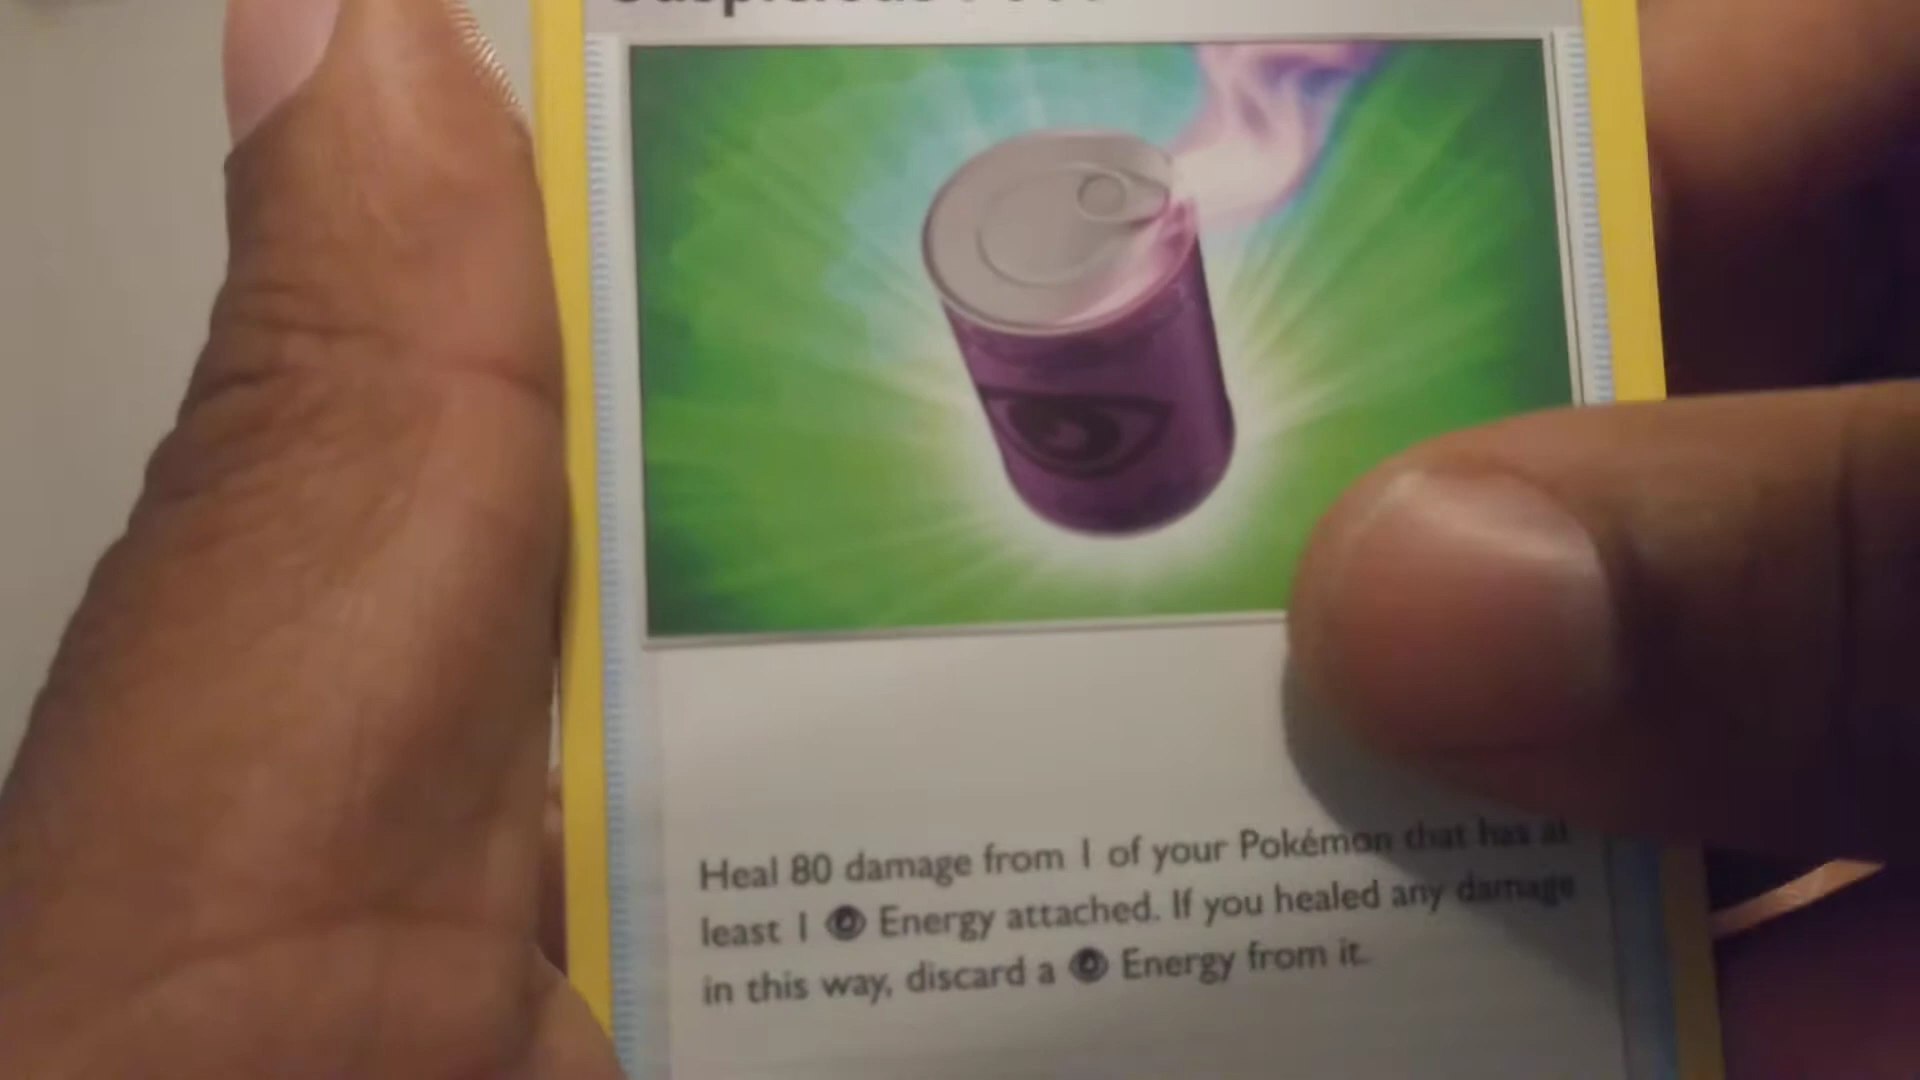 Suspicious
Heal 80 damage from 1 of your Pokémon that has at
least 1 Energy attached. If you healed any damage
in this way, discard a Energy from it.